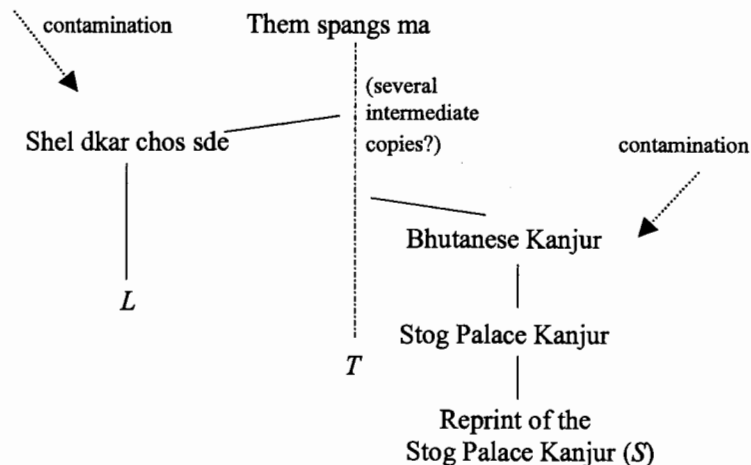 contamination
Them spangs ma
(several
intermediate
copies?)
Shel dkar chos sde
contamination
Bhutanese Kanjur
L
Stog Palace Kanjur
T
Reprint of the
Stog Palace Kanjur (S)